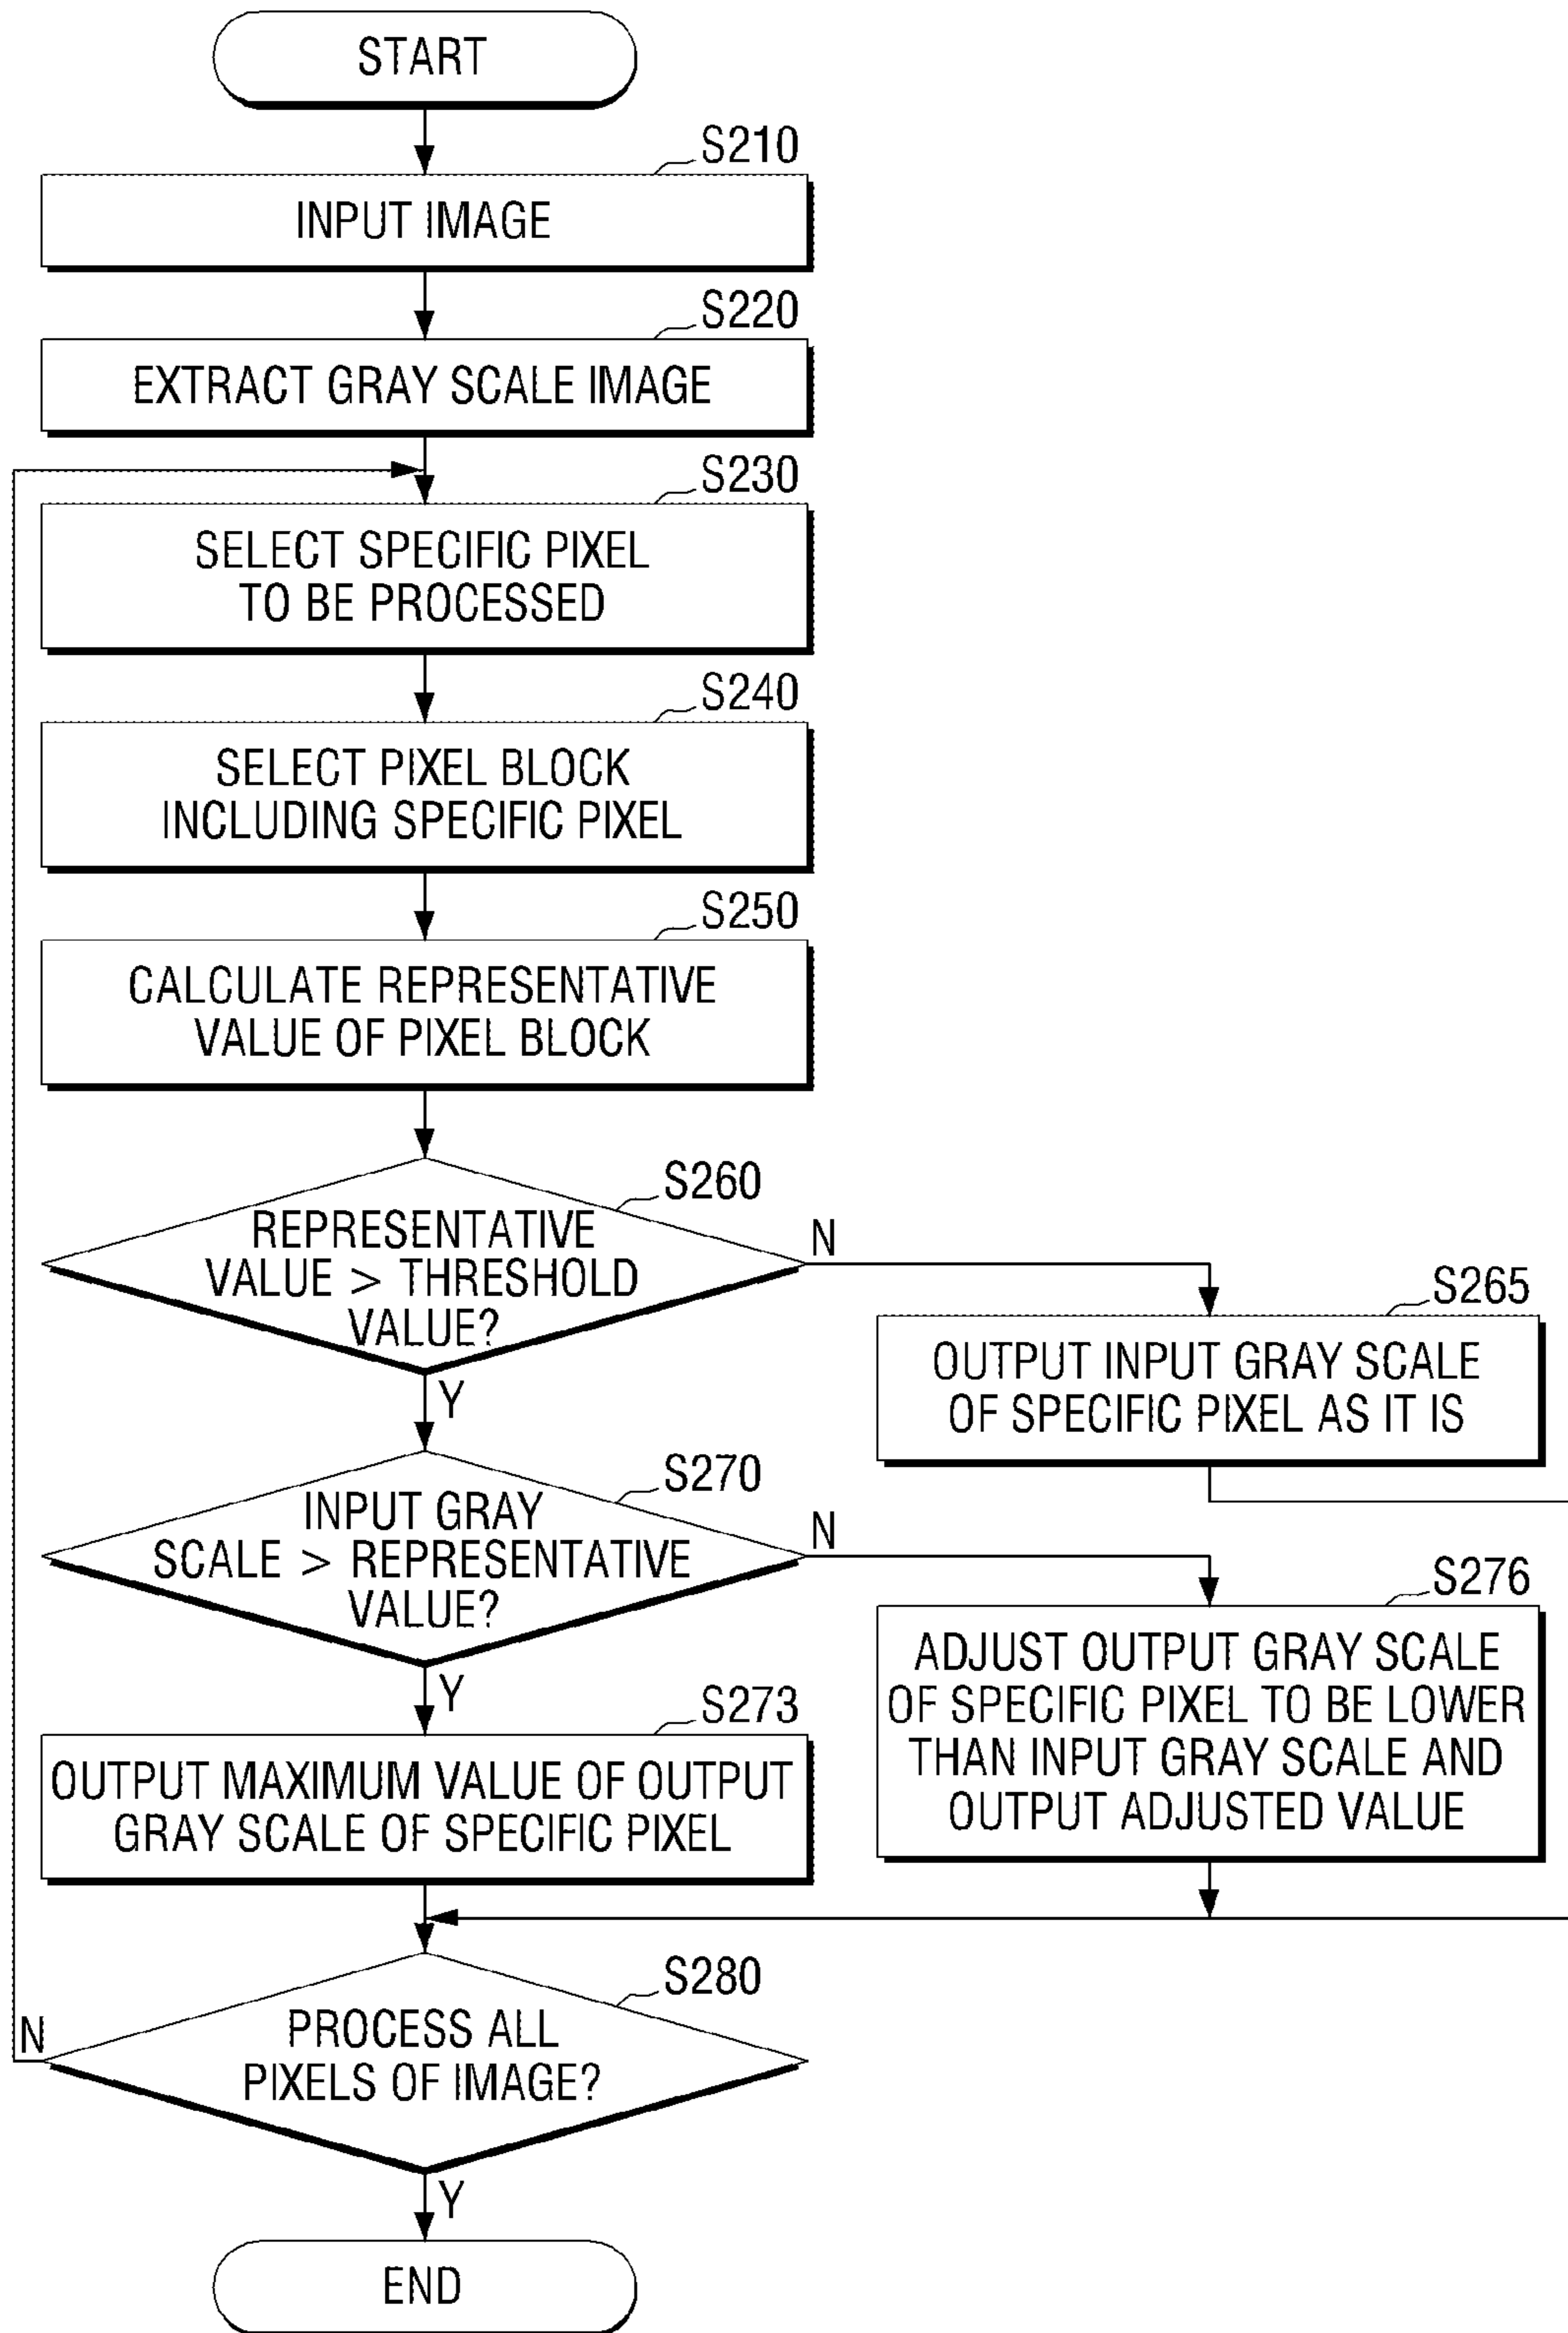 START
S210
INPUT IMAGE
S220
EXTRACT GRAY SCALE IMAGE
S230
SELECT SPECIFIC PIXEL
TO BE PROCESSED
S240
SELECT PIXEL BLOCK
INCLUDING SPECIFIC PIXEL
S250
CALCULATE REPRESENTATIVE
VALUE OF PIXEL BLOCK
S260
REPRESENTATIVE
VALUE > THRESHOLD
VALUE?
N
Y
S265
OUTPUT INPUT GRAY SCALE
OF SPECIFIC PIXEL AS IT IS
S270
INPUT GRAY
SCALE > REPRESENTATIVE
VALUE?
N
Y
S276
ADJUST OUTPUT GRAY SCALE
OF SPECIFIC PIXEL TO BE LOWER
THAN INPUT GRAY SCALE AND
OUTPUT ADJUSTED VALUE
S273
OUTPUT MAXIMUM VALUE OF OUTPUT
GRAY SCALE OF SPECIFIC PIXEL
S280
PROCESS ALL
PIXELS OF IMAGE?
N
Y
END